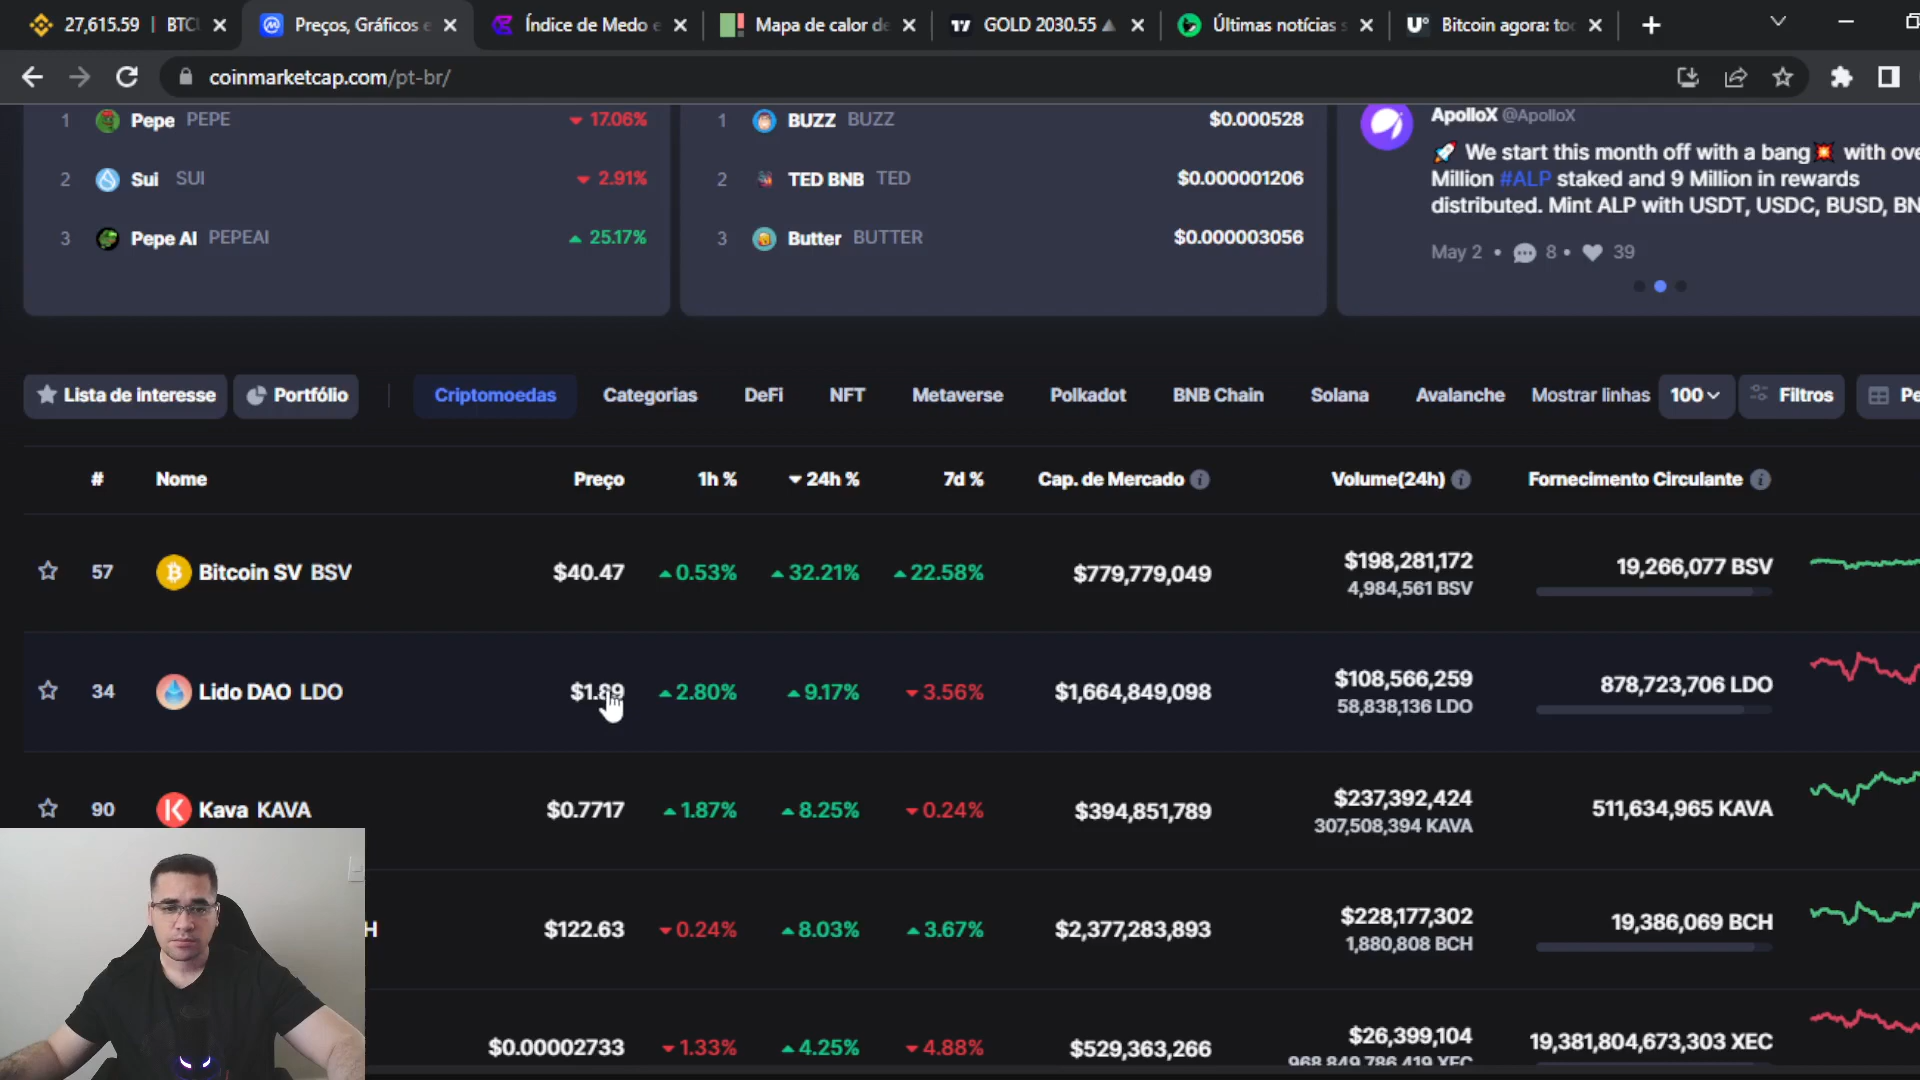 27,615.59 | BTCU
Preços, Gráficos e
Índice de Medo e
Mapa de calor de
GOLD 2030.55
Últimas notícias s
Bitcoin agora: too
coinmarketcap.com/pt-br/
1 Pepe PEPE 17.06%
2 Sui SUI 2.91%
3 Pepe AI PEPEAI 25.17%
1 BUZZ BUZZ $0.000528
2 TED BNB TED $0.000001206
3 Butter BUTTER $0.000003056
ApolloX @ApolloX
🚀 We start this month off with a bang💥 with ove
Million #ALP staked and 9 Million in rewards
distributed. Mint ALP with USDT, USDC, BUSD, BN
May 2 • 8 • 39
Lista de interesse Portfólio Criptomoedas Categorias DeFi NFT Metaverse Polkadot BNB Chain Solana Avalanche Mostrar linhas 100 Filtros Pe
# Nome Preço 1h % 24h % 7d % Cap. de Mercado Volume(24h) Fornecimento Circulante
57 Bitcoin SV BSV $40.47 0.53% 32.21% 22.58% $779,779,049 $198,281,172 19,266,077 BSV
4,984,561 BSV
34 Lido DAO LDO $1.89 2.80% 9.17% 3.56% $1,664,849,098 $108,566,259 878,723,706 LDO
58,838,136 LDO
90 Kava KAVA $0.7717 1.87% 8.25% 0.24% $394,851,789 $237,392,424 511,634,965 KAVA
307,508,394 KAVA
H $122.63 0.24% 8.03% 3.67% $2,377,283,893 $228,177,302 19,386,069 BCH
1,880,808 BCH
$0.00002733 1.33% 4.25% 4.88% $529,363,266 $26,399,104 19,381,804,673,303 XEC
968,849,786,419 XEC